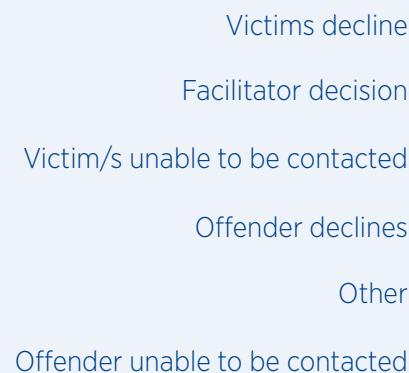 Victims decline
Facilitator decision
Victim/s unable to be contacted
Offender declines
Other
Offender unable to be contacted